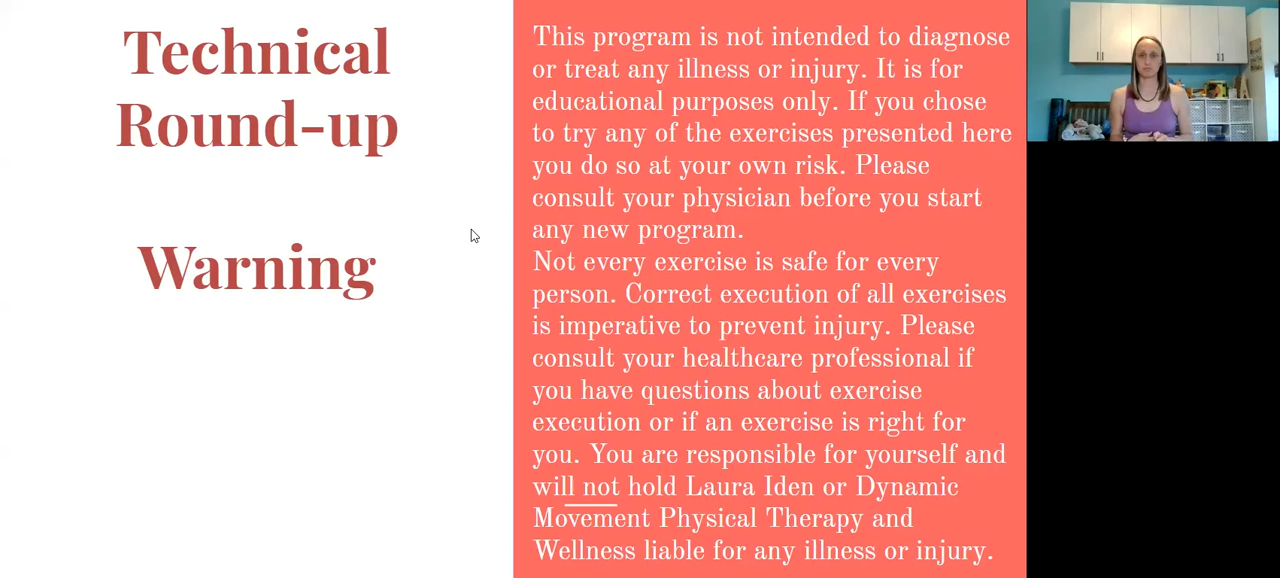 Technical
Round-up
Warning
This program is not intended to diagnose
or treat any illness or injury. It is for
educational purposes only. If you chose
to try any of the exercises presented here
you do so at your own risk. Please
consult your physician before you start
any new program.
Not every exercise is safe for every
person. Correct execution of all exercises
is imperative to prevent injury. Please
consult your healthcare professional if
you have questions about exercise
execution or if an exercise is right for
you. You are responsible for yourself and
will not hold Laura Iden or Dynamic
Movement Physical Therapy and
Wellness liable for any illness or injury.